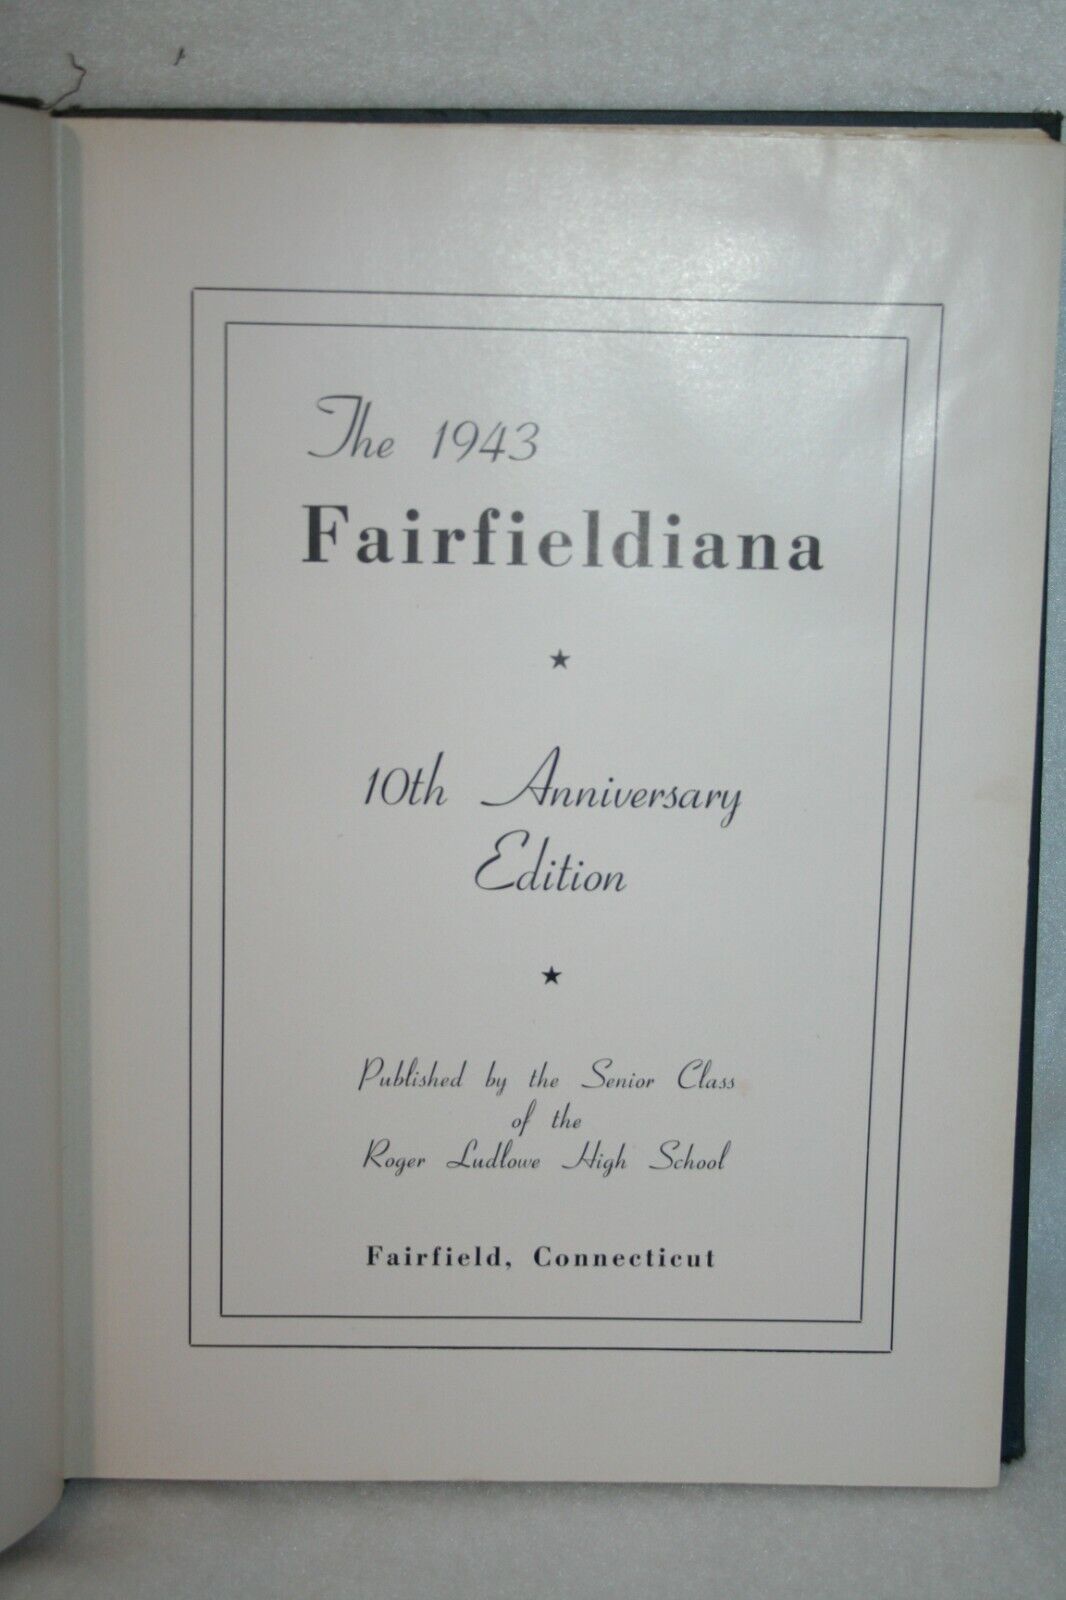 The 1943
Fairfieldiana
10th Anniversary
Edition
Published by the Senior Class
of the
Roger Ludlowe High School
Fairfield, Connecticut